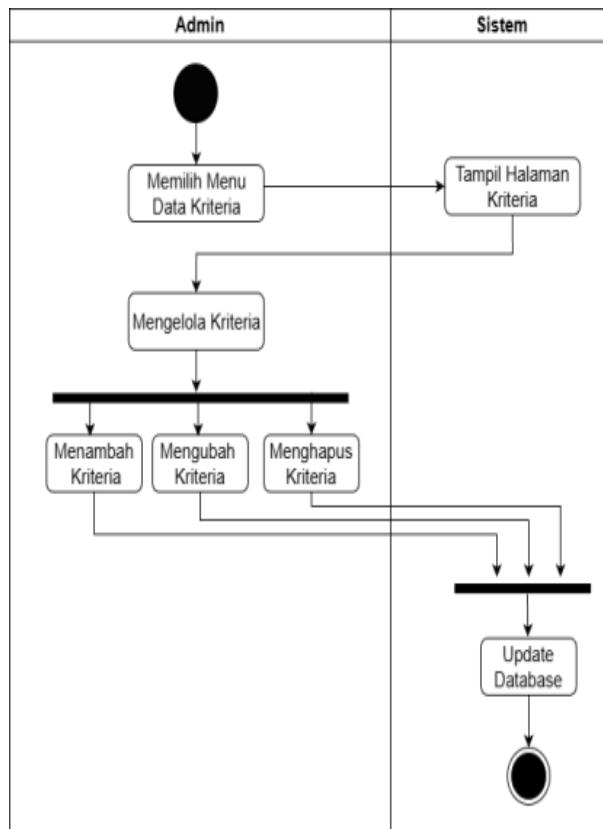 Admin
Sistem
Memilih Menu
Data Kriteria
Tampil Halaman
Kriteria
Mengelola Kriteria
Menambah
Kriteria
Mengubah
Kriteria
Menghapus
Kriteria
Update
Database